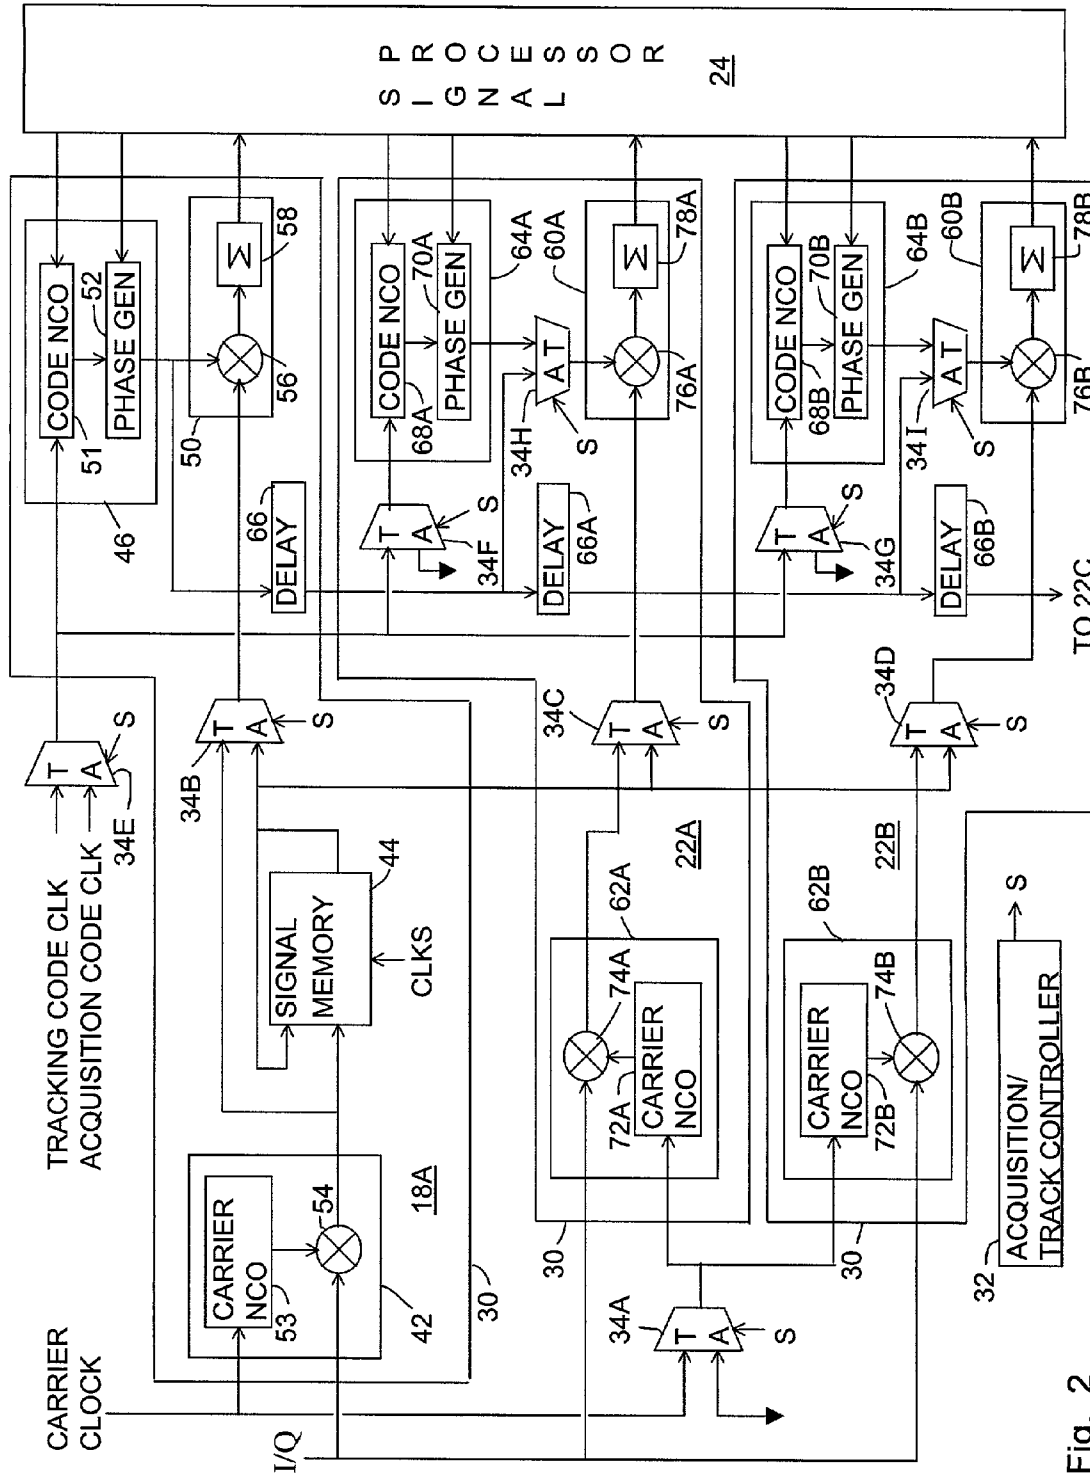 CARRIER
CLOCK
I/Q
TRACKING CODE CLK
ACQUISITION CODE CLK
T
A
S
34E
CARRIER
NCO
53
54
42
18A
30
SIGNAL
MEMORY
44
CLKS
34B
T
A
S
46
CODE NCO
51
52
PHASE GEN
50
56
Σ
58
66
DELAY
34A
T
A
S
30
CARRIER
NCO
72A
74A
62A
22A
34C
T
A
S
T
A
S
34F
CODE NCO
68A
70A
PHASE GEN
64A
34H
A T
S
60A
76A
Σ
78A
DELAY
66A
30
CARRIER
NCO
72B
74B
62B
22B
34D
T
A
S
T
A
S
34G
CODE NCO
68B
70B
PHASE GEN
64B
34I
A T
S
60B
76B
Σ
78B
DELAY
66B
TO 22C
SIGNAL
PROCESSOR
24
32
ACQUISITION/
TRACK CONTROLLER
S
Fig. 2